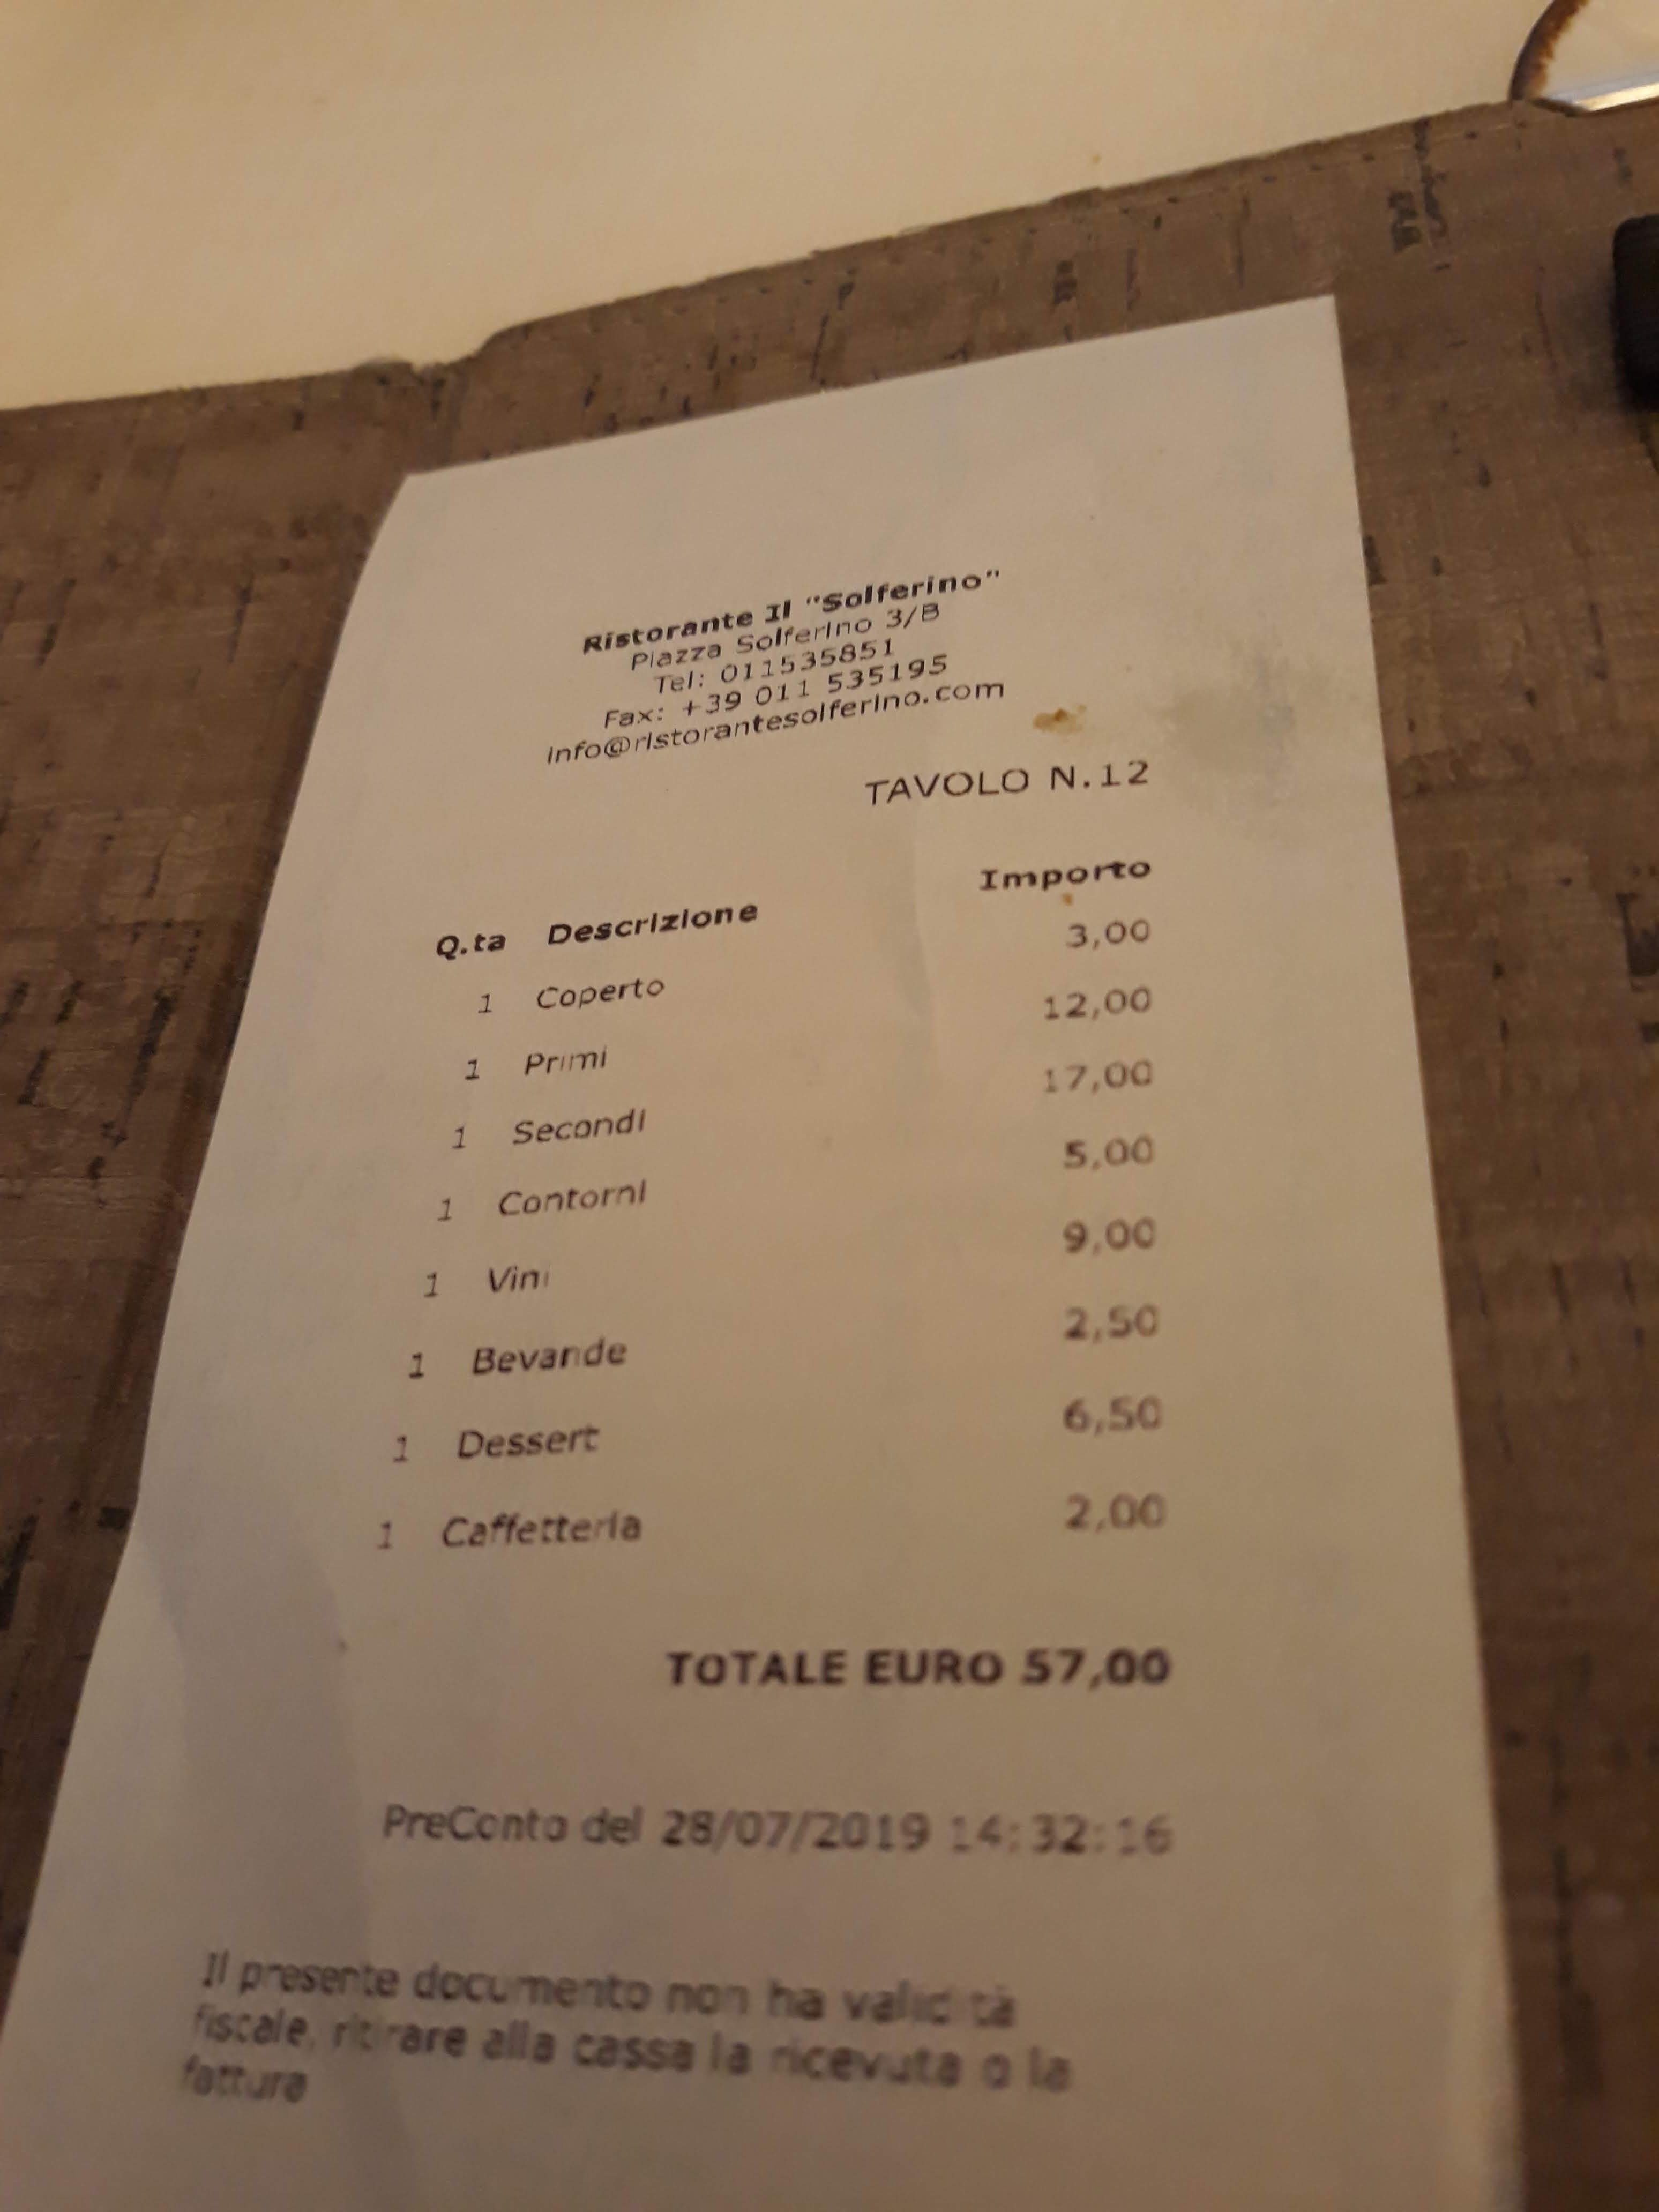 Ristorante Il "Solferino"
Piazza Solferino 3/B
Tel: 011535851
Fax: +39 011 535195
info@ristorantesolferino.com
TAVOLO N.12
Q.ta Descrizione Importo
1 Coperto 3,00
1 Primi 12,00
1 Secondi 17,00
1 Contorni 5,00
1 Vini 9,00
1 Bevande 2,50
1 Dessert 6,50
1 Caffetteria 2,00
TOTALE EURO 57,00
PreConto del 28/07/2019 14:32:16
Il presente documento non ha validità
fiscale, ritirare alla cassa la ricevuta o la
fattura